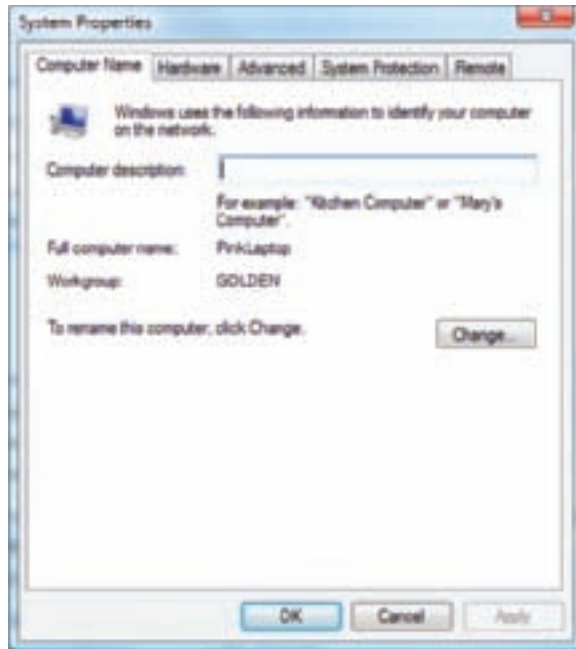 System Properties
Computer Name Hardware Advanced System Protection Remote
Windows uses the following information to identify your computer
on the network.
Computer description:
For example: "Kitchen Computer" or "Mary's
Computer".
Full computer name: PinkLaptop
Workgroup: GOLDEN
To rename this computer, click Change.
Change...
OK Cancel Apply